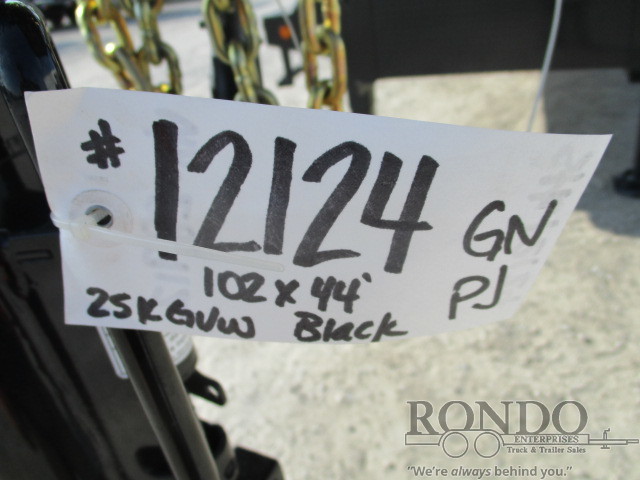 #12124 GN
102 x 44' PJ
25K GVW Black
RONDO
ENTERPRISES
Truck & Trailer Sales
"We're always behind you."